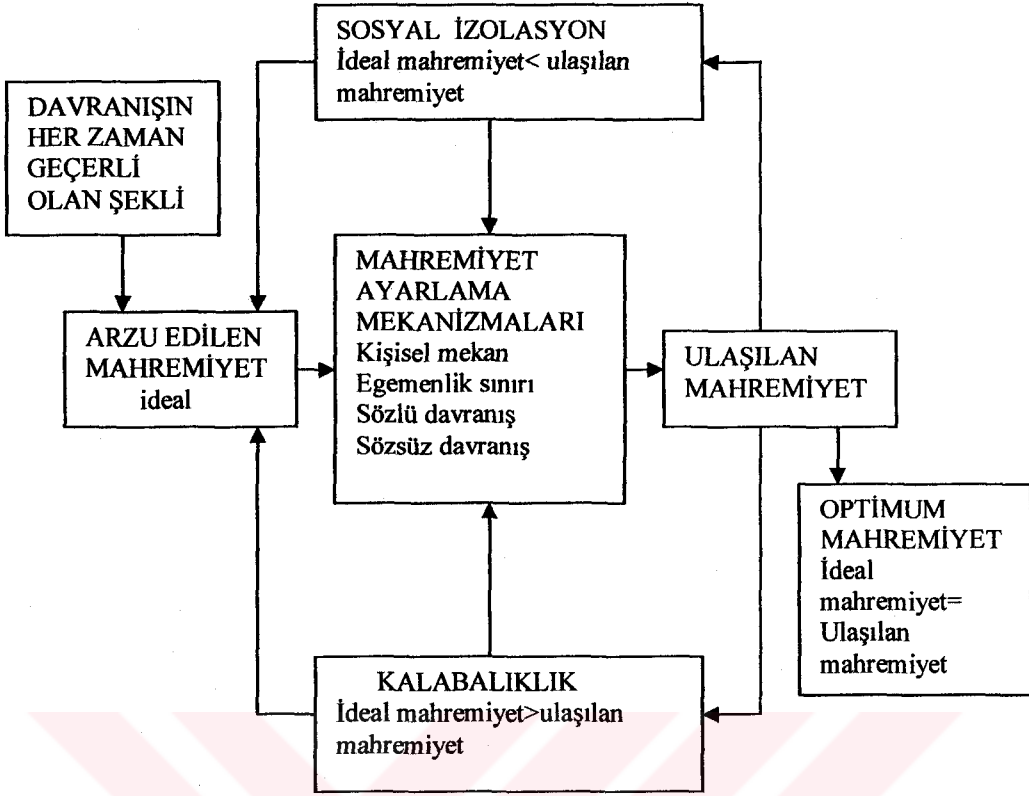 SOSYAL İZOLASYON
İdeal mahremiyet< ulaşılan
mahremiyet
DAVRANIŞIN
HER ZAMAN
GEÇERLİ
OLAN ŞEKLİ
MAHREMİYET
AYARLAMA
MEKANİZMALARI
Kişisel mekan
Egemenlik sınırı
Sözlü davranış
Sözsüz davranış
ARZU EDİLEN
MAHREMİYET
ideal
ULAŞILAN
MAHREMİYET
OPTİMUM
MAHREMİYET
İdeal
mahremiyet=
Ulaşılan
mahremiyet
KALABALIKLIK
İdeal mahremiyet>ulaşılan
mahremiyet